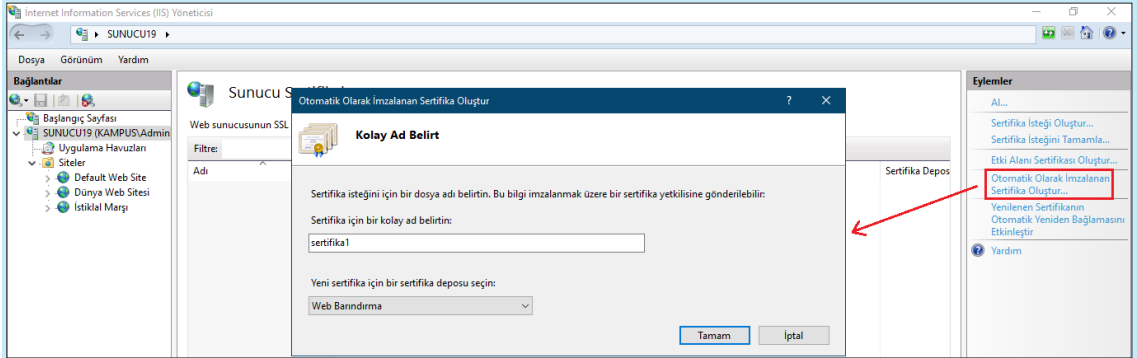 Internet Information Services (IIS) Yöneticisi
SUNUCU19
Dosya Görünüm Yardım
Bağlantılar
Başlangıç Sayfası
SUNUCU19 (KAMPUS\Admin
Uygulama Havuzları
Siteler
Default Web Site
Dünya Web Sitesi
İstiklal Marşı
Sunucu S
Web sunucusunun SSL
Filtre:
Adı
Sertifika Depos
Otomatik Olarak İmzalanan Sertifika Oluştur
Kolay Ad Belirt
Sertifika isteğini için bir dosya adı belirtin. Bu bilgi imzalanmak üzere bir sertifika yetkilisine gönderilebilir:
Sertifika için bir kolay ad belirtin:
sertifika1
Yeni sertifika için bir sertifika deposu seçin:
Web Barındırma
Tamam İptal
Eylemler
Al...
Sertifika İsteği Oluştur...
Sertifika İsteğini Tamamla...
Etki Alanı Sertifikası Oluştur...
Otomatik Olarak İmzalanan
Sertifika Oluştur...
Yenilenen Sertifikanın
Otomatik Yeniden Bağlamasını
Etkinleştir
Yardım